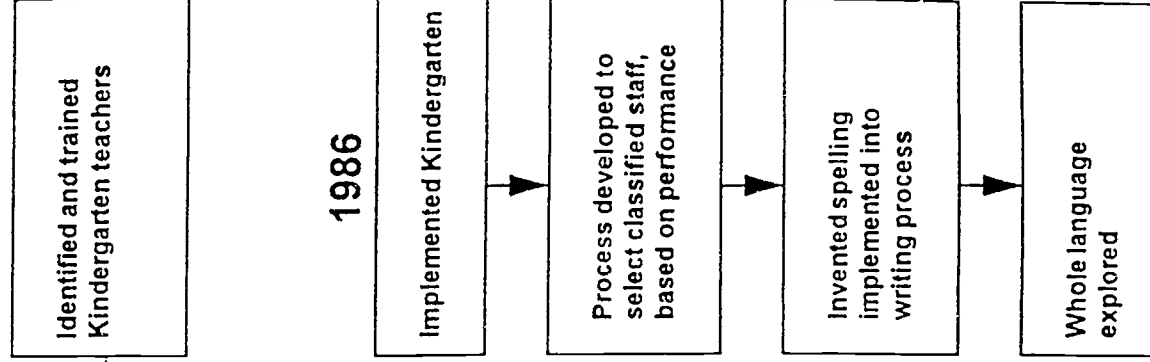 Identified and trained
Kindergarten teachers
1986
Implemented Kindergarten
Process developed to
select classified staff,
based on performance
Invented spelling
implemented into
writing process
Whole language
explored